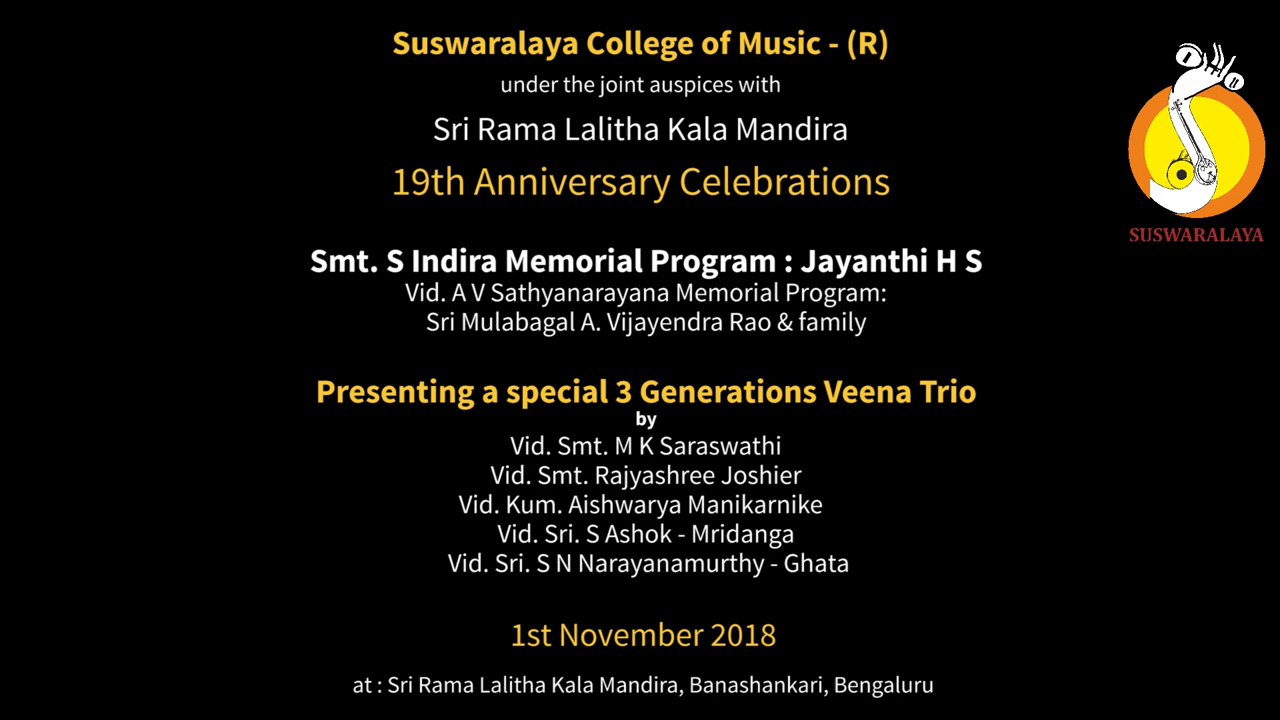 Suswaralaya College of Music - (R)
under the joint auspices with
Sri Rama Lalitha Kala Mandira
19th Anniversary Celebrations
SUSWARALAYA
Smt. S Indira Memorial Program : Jayanthi H S
Vid. A V Sathyanarayana Memorial Program:
Sri Mulabagal A. Vijayendra Rao & family
Presenting a special 3 Generations Veena Trio
by
Vid. Smt. M K Saraswathi
Vid. Smt. Rajyashree Joshier
Vid. Kum. Aishwarya Manikarnike
Vid. Sri. S Ashok - Mridanga
Vid. Sri. S N Narayanamurthy - Ghata
1st November 2018
at : Sri Rama Lalitha Kala Mandira, Banashankari, Bengaluru